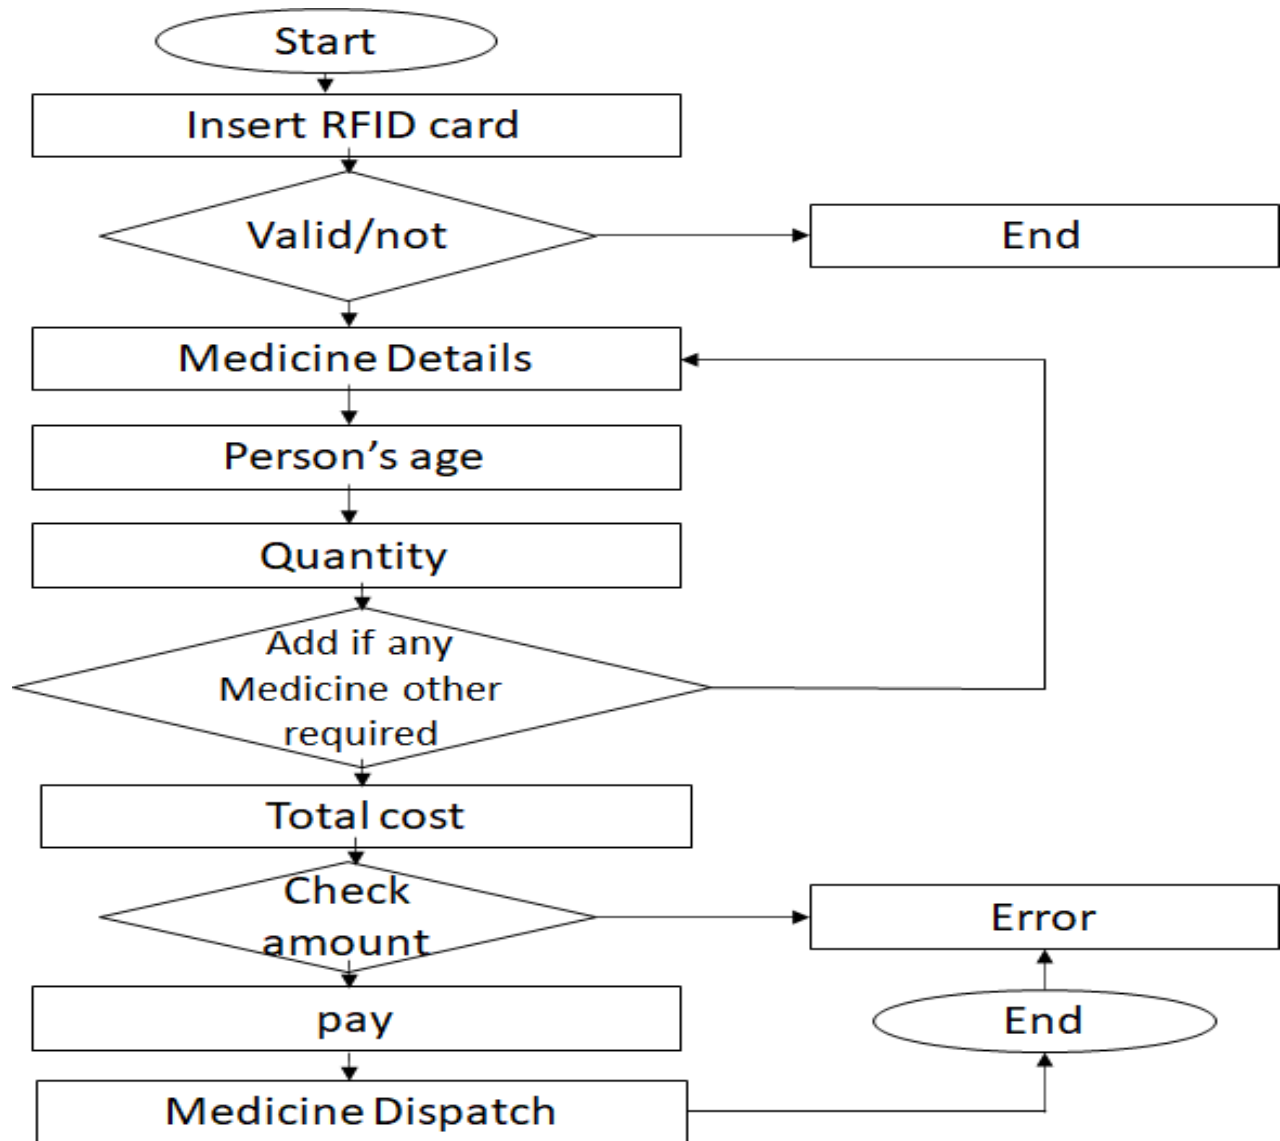 Start
Insert RFID card
Valid/not
End
Medicine Details
Person’s age
Quantity
Add if any
Medicine other
required
Total cost
Check
amount
Error
pay
End
Medicine Dispatch